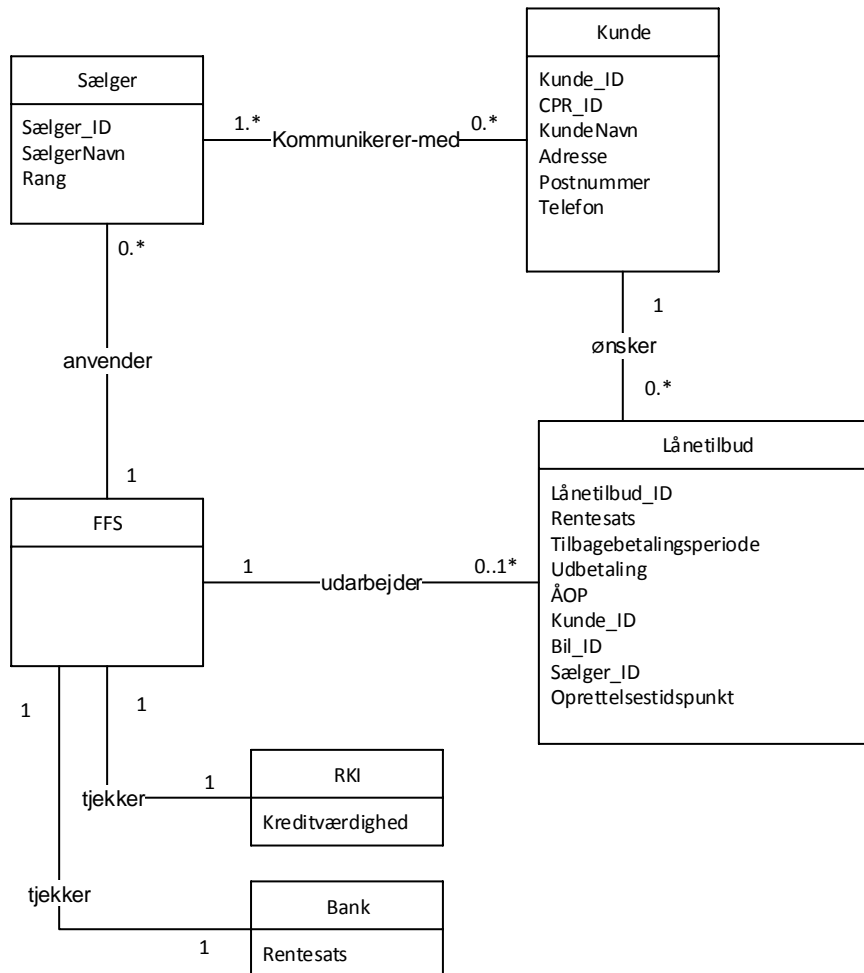 Kunde
Kunde_ID
CPR_ID
KundeNavn
Adresse
Postnummer
Telefon
Sælger
Sælger_ID
SælgerNavn
Rang
1.*
Kommunikerer-med
0.*
0.*
anvender
1
1
ønsker
0.*
Lånetilbud
Lånetilbud_ID
Rentesats
Tilbagebetalingsperiode
Udbetaling
ÅOP
Kunde_ID
Bil_ID
Sælger_ID
Oprettelsestidspunkt
FFS
1
udarbejder
0..1*
1
1
tjekker
1
RKI
Kreditværdighed
tjekker
1
Bank
Rentesats